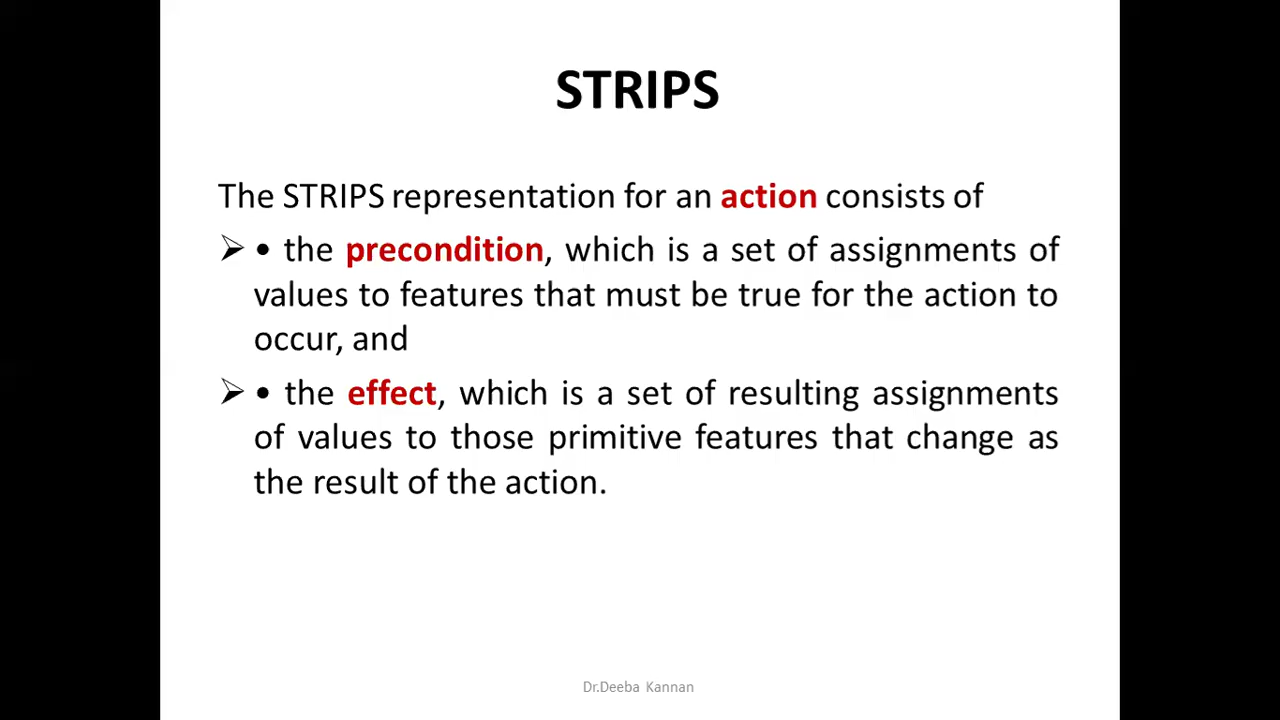 STRIPS
The STRIPS representation for an action consists of
➢ • the precondition, which is a set of assignments of
values to features that must be true for the action to
occur, and
➢ • the effect, which is a set of resulting assignments
of values to those primitive features that change as
the result of the action.
Dr.Deeba Kannan